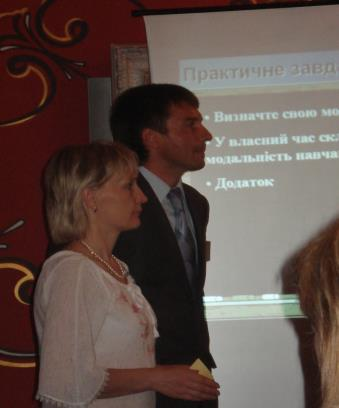 Практичне завд
• Визначте свою мо
• У власний час скл
модальність навча
• Додаток